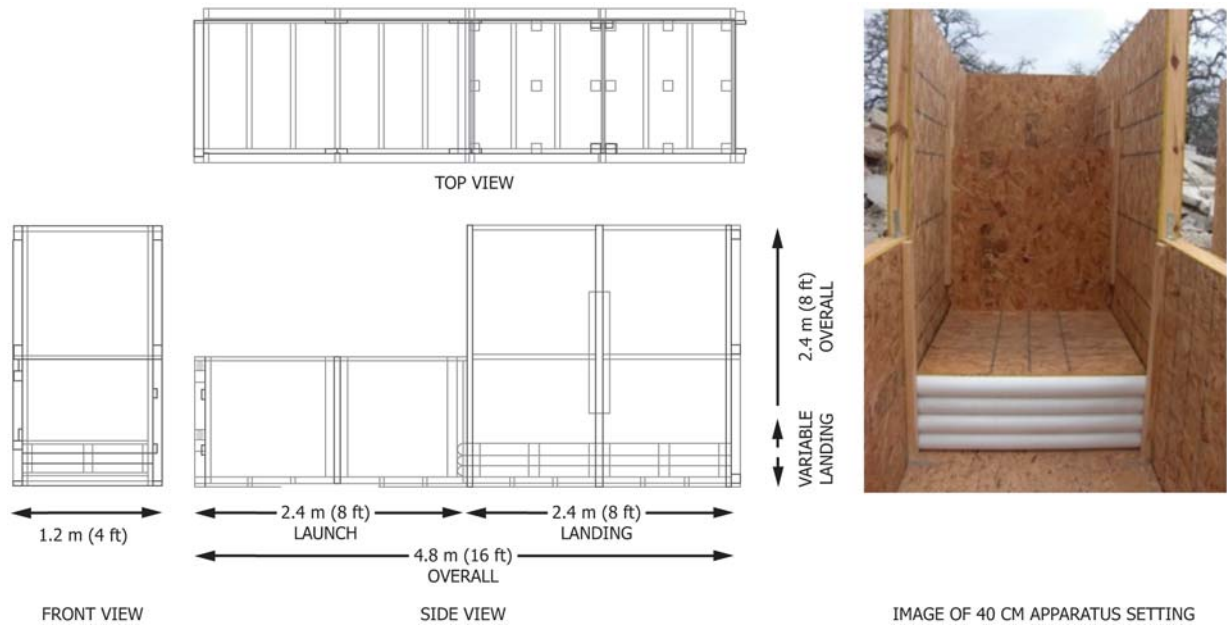 TOP VIEW
2.4 m (8 ft)
OVERALL
VARIABLE
LANDING
1.2 m (4 ft)
2.4 m (8 ft)
LAUNCH
2.4 m (8 ft)
LANDING
4.8 m (16 ft)
OVERALL
FRONT VIEW
SIDE VIEW
IMAGE OF 40 CM APPARATUS SETTING